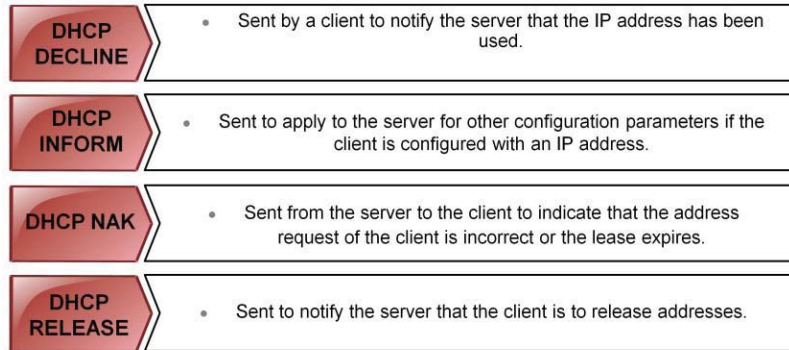 DHCP
DECLINE
• Sent by a client to notify the server that the IP address has been
used.
DHCP
INFORM
• Sent to apply to the server for other configuration parameters if the
client is configured with an IP address.
DHCP NAK
• Sent from the server to the client to indicate that the address
request of the client is incorrect or the lease expires.
DHCP
RELEASE
• Sent to notify the server that the client is to release addresses.